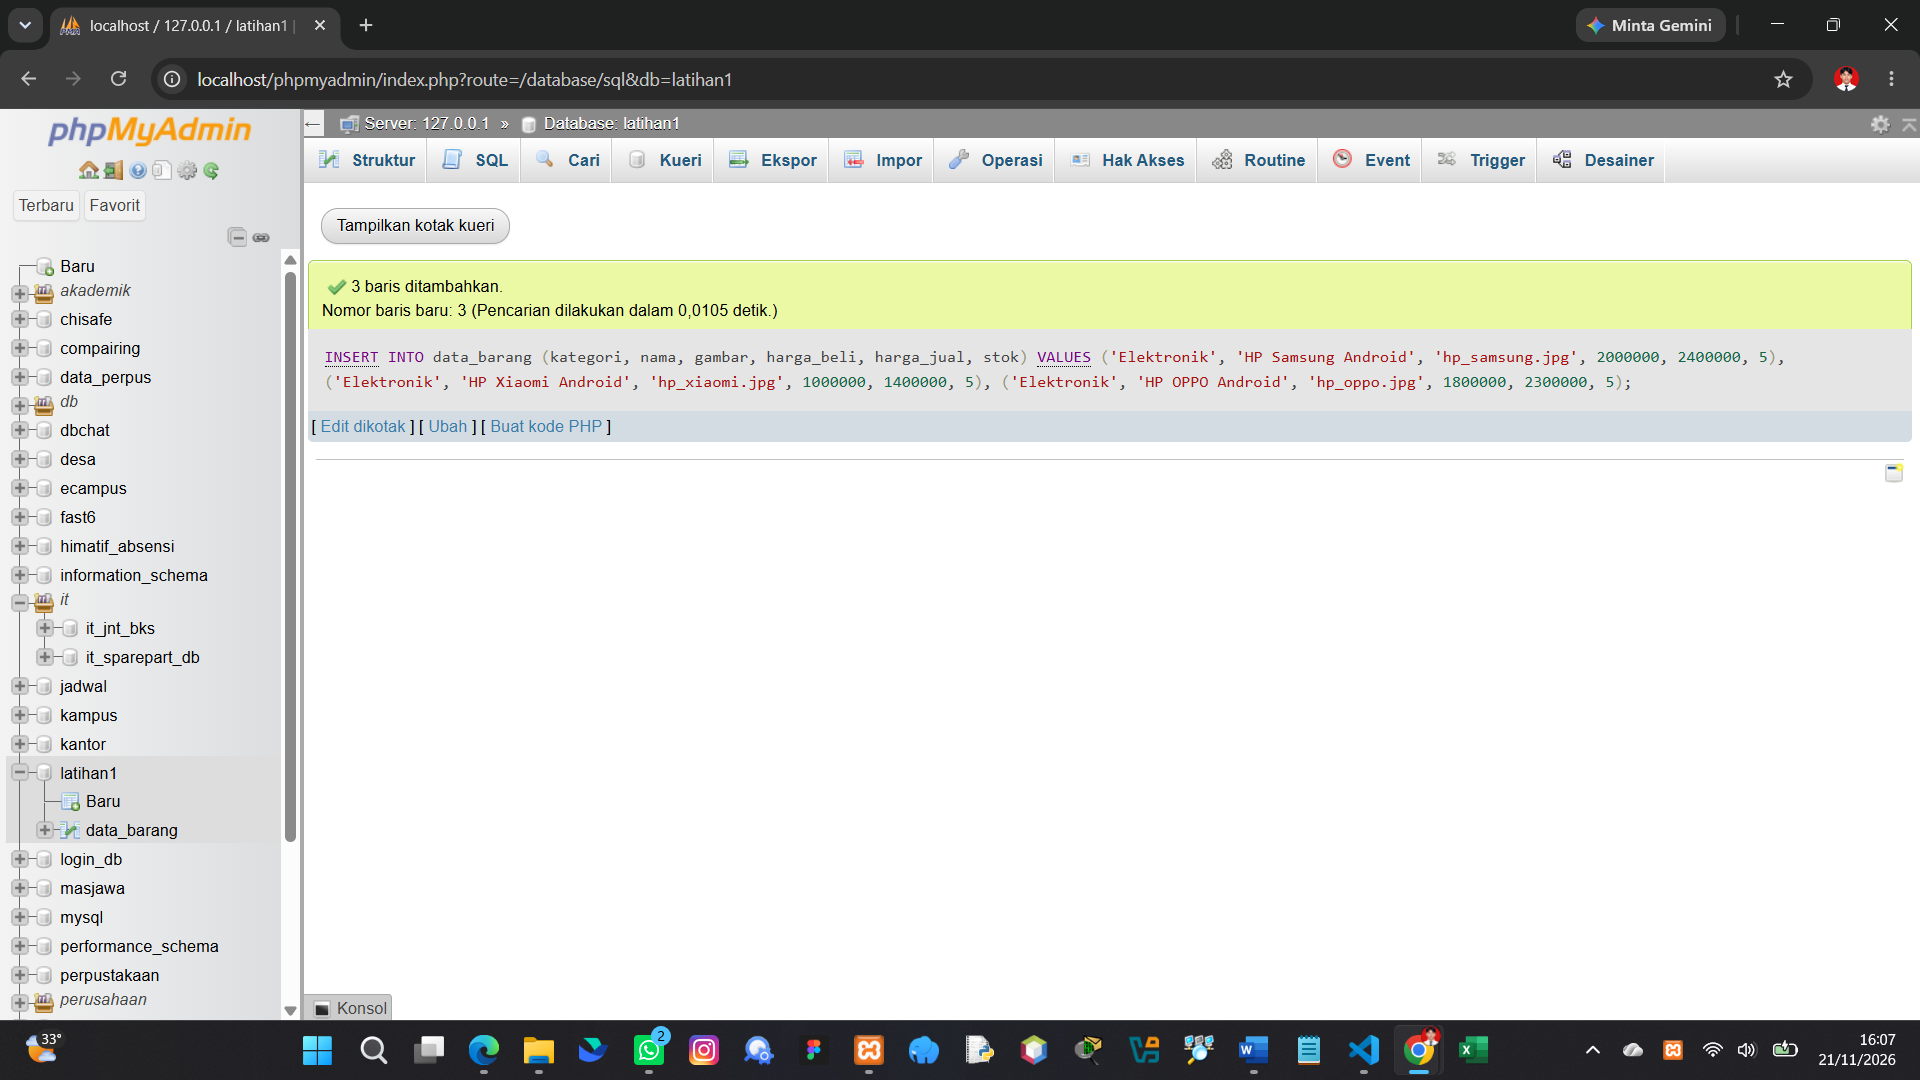 localhost / 127.0.0.1 / latihan1 |
Minta Gemini
localhost/phpmyadmin/index.php?route=/database/sql&db=latihan1
phpMyAdmin
Terbaru
Favorit
Baru
akademik
chisafe
compairing
data_perpus
db
dbchat
desa
ecampus
fast6
himatif_absensi
information_schema
it
it_jnt_bks
it_sparepart_db
jadwal
kampus
kantor
latihan1
Baru
data_barang
login_db
masjawa
mysql
performance_schema
perpustakaan
perusahaan
Server: 127.0.0.1 » Database: latihan1
Struktur SQL Cari Kueri Ekspor Impor Operasi Hak Akses Routine Event Trigger Desainer
Tampilkan kotak kueri
3 baris ditambahkan.
Nomor baris baru: 3 (Pencarian dilakukan dalam 0,0105 detik.)
INSERT INTO data_barang (kategori, nama, gambar, harga_beli, harga_jual, stok) VALUES ('Elektronik', 'HP Samsung Android', 'hp_samsung.jpg', 2000000, 2400000, 5),
('Elektronik', 'HP Xiaomi Android', 'hp_xiaomi.jpg', 1000000, 1400000, 5), ('Elektronik', 'HP OPPO Android', 'hp_oppo.jpg', 1800000, 2300000, 5);
[ Edit dikotak ] [ Ubah ] [ Buat kode PHP ]
Konsol
33°
2
16:07
21/11/2026